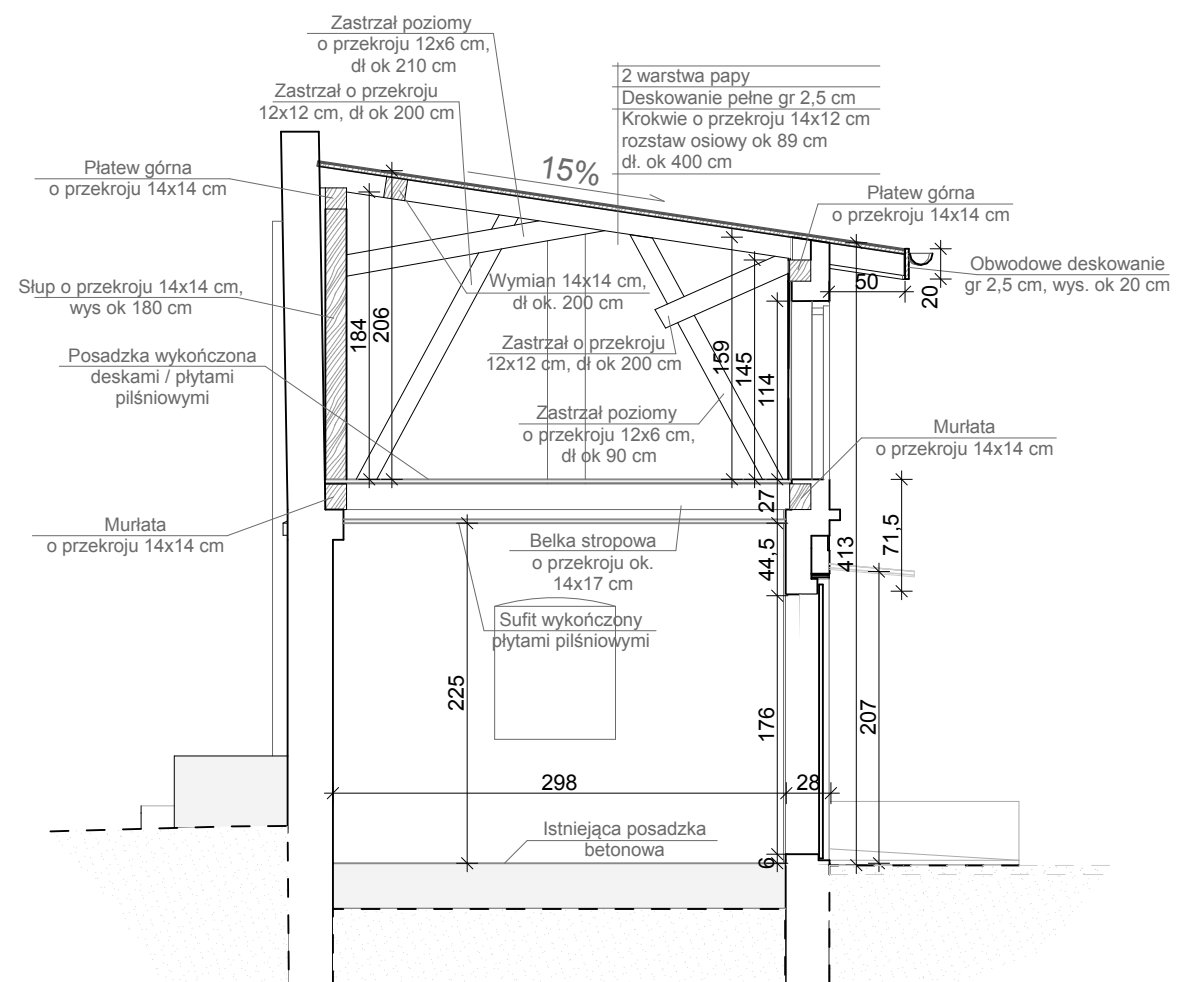 Zastrzał poziomy
o przekroju 12x6 cm,
dł ok 210 cm
Zastrzał o przekroju
12x12 cm, dł ok 200 cm
2 warstwa papy
Deskowanie pełne gr 2,5 cm
Krokwie o przekroju 14x12 cm
rozstaw osiowy ok 89 cm
dł. ok 400 cm
15%
Płatew górna
o przekroju 14x14 cm
Płatew górna
o przekroju 14x14 cm
Obwodowe deskowanie
gr 2,5 cm, wys. ok 20 cm
50
20
Słup o przekroju 14x14 cm,
wys ok 180 cm
Wymian 14x14 cm,
dł ok. 200 cm
184
206
Zastrzał o przekroju
12x12 cm, dł ok 200 cm
159
145
114
Posadzka wykończona
deskami / płytami
pilśniowymi
Zastrzał poziomy
o przekroju 12x6 cm,
dł ok 90 cm
Murłata
o przekroju 14x14 cm
27
Murłata
o przekroju 14x14 cm
Belka stropowa
o przekroju ok.
14x17 cm
44,5
413
71,5
Sufit wykończony
płytami pilśniowymi
225
176
207
298
28
Istniejąca posadzka
betonowa
6